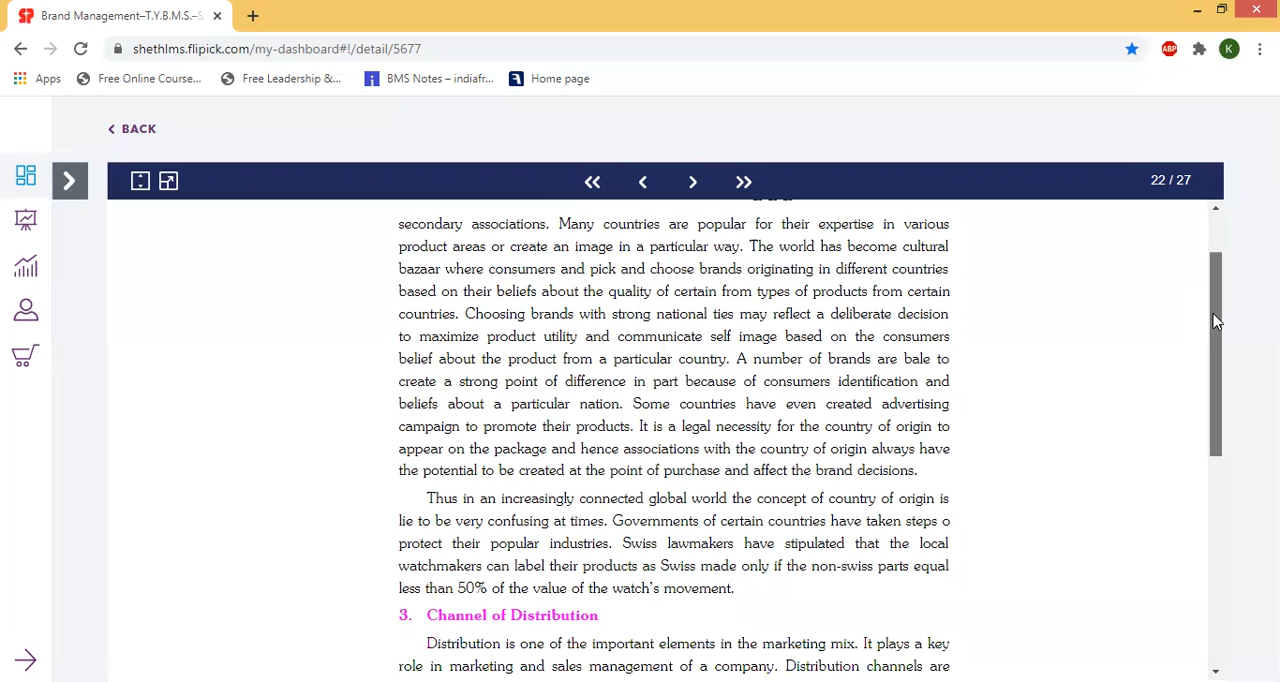 Brand Management–T.Y.B.M.S.–S
shethlms.flipick.com/my-dashboard#!/detail/5677
ABP
K
Apps
Free Online Course...
Free Leadership &...
BMS Notes – indiafr...
Home page
BACK
22 / 27
secondary associations. Many countries are popular for their expertise in various
product areas or create an image in a particular way. The world has become cultural
bazaar where consumers and pick and choose brands originating in different countries
based on their beliefs about the quality of certain from types of products from certain
countries. Choosing brands with strong national ties may reflect a deliberate decision
to maximize product utility and communicate self image based on the consumers
belief about the product from a particular country. A number of brands are bale to
create a strong point of difference in part because of consumers identification and
beliefs about a particular nation. Some countries have even created advertising
campaign to promote their products. It is a legal necessity for the country of origin to
appear on the package and hence associations with the country of origin always have
the potential to be created at the point of purchase and affect the brand decisions.
Thus in an increasingly connected global world the concept of country of origin is
lie to be very confusing at times. Governments of certain countries have taken steps o
protect their popular industries. Swiss lawmakers have stipulated that the local
watchmakers can label their products as Swiss made only if the non-swiss parts equal
less than 50% of the value of the watch's movement.
3. Channel of Distribution
Distribution is one of the important elements in the marketing mix. It plays a key
role in marketing and sales management of a company. Distribution channels are